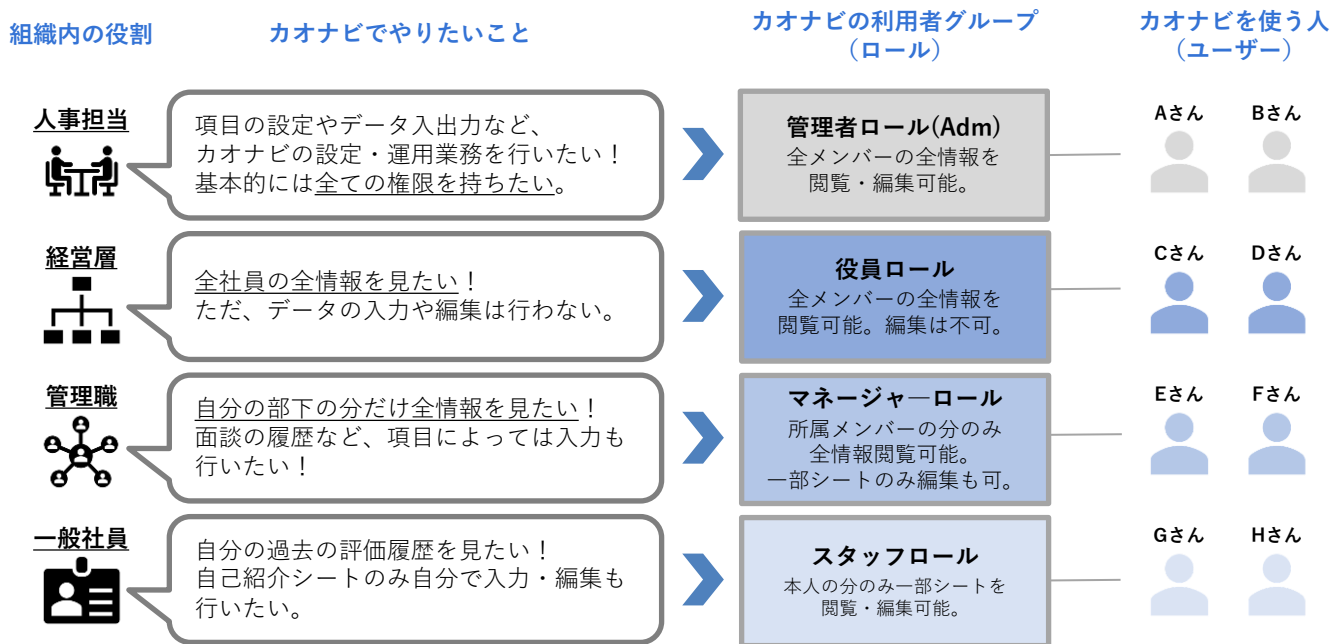 組織内の役割
カオナビでやりたいこと
カオナビの利用者グループ
（ロール）
カオナビを使う人
（ユーザー）
人事担当
項目の設定やデータ入出力など、
カオナビの設定・運用業務を行いたい！
基本的には全ての権限を持ちたい。
管理者ロール(Adm)
全メンバーの全情報を
閲覧・編集可能。
Aさん
Bさん
経営層
全社員の全情報を見たい！
ただ、データの入力や編集は行わない。
役員ロール
全メンバーの全情報を
閲覧可能。編集は不可。
Cさん
Dさん
管理職
自分の部下の分だけ全情報を見たい！
面談の履歴など、項目によっては入力も
行いたい！
マネージャ―ロール
所属メンバーの分のみ
全情報閲覧可能。
一部シートのみ編集も可。
Eさん
Fさん
一般社員
自分の過去の評価履歴を見たい！
自己紹介シートのみ自分で入力・編集も
行いたい。
スタッフロール
本人の分のみ一部シートを
閲覧・編集可能。
Gさん
Hさん